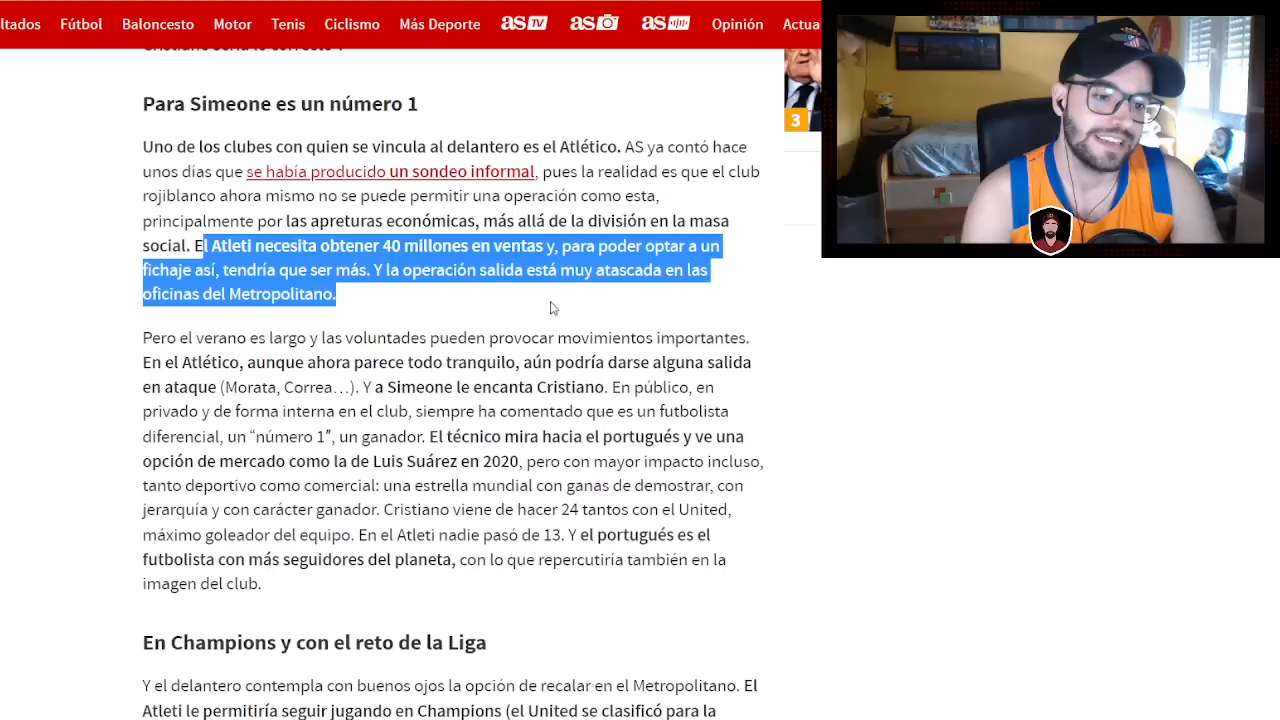 ltados Fútbol Baloncesto Motor Tenis Ciclismo Más Deporte as TV as as Opinión Actua
Para Simeone es un número 1
3
Uno de los clubes con quien se vincula al delantero es el Atlético. AS ya contó hace
unos días que se había producido un sondeo informal, pues la realidad es que el club
rojiblanco ahora mismo no se puede permitir una operación como esta,
principalmente por las apreturas económicas, más allá de la división en la masa
social. El Atleti necesita obtener 40 millones en ventas y, para poder optar a un
fichaje así, tendría que ser más. Y la operación salida está muy atascada en las
oficinas del Metropolitano.
Pero el verano es largo y las voluntades pueden provocar movimientos importantes.
En el Atlético, aunque ahora parece todo tranquilo, aún podría darse alguna salida
en ataque (Morata, Correa…). Y a Simeone le encanta Cristiano. En público, en
privado y de forma interna en el club, siempre ha comentado que es un futbolista
diferencial, un “número 1”, un ganador. El técnico mira hacia el portugués y ve una
opción de mercado como la de Luis Suárez en 2020, pero con mayor impacto incluso,
tanto deportivo como comercial: una estrella mundial con ganas de demostrar, con
jerarquía y con carácter ganador. Cristiano viene de hacer 24 tantos con el United,
máximo goleador del equipo. En el Atleti nadie pasó de 13. Y el portugués es el
futbolista con más seguidores del planeta, con lo que repercutiría también en la
imagen del club.
En Champions y con el reto de la Liga
Y el delantero contempla con buenos ojos la opción de recalar en el Metropolitano. El
Atleti le permitiría seguir jugando en Champions (el United se clasificó para la